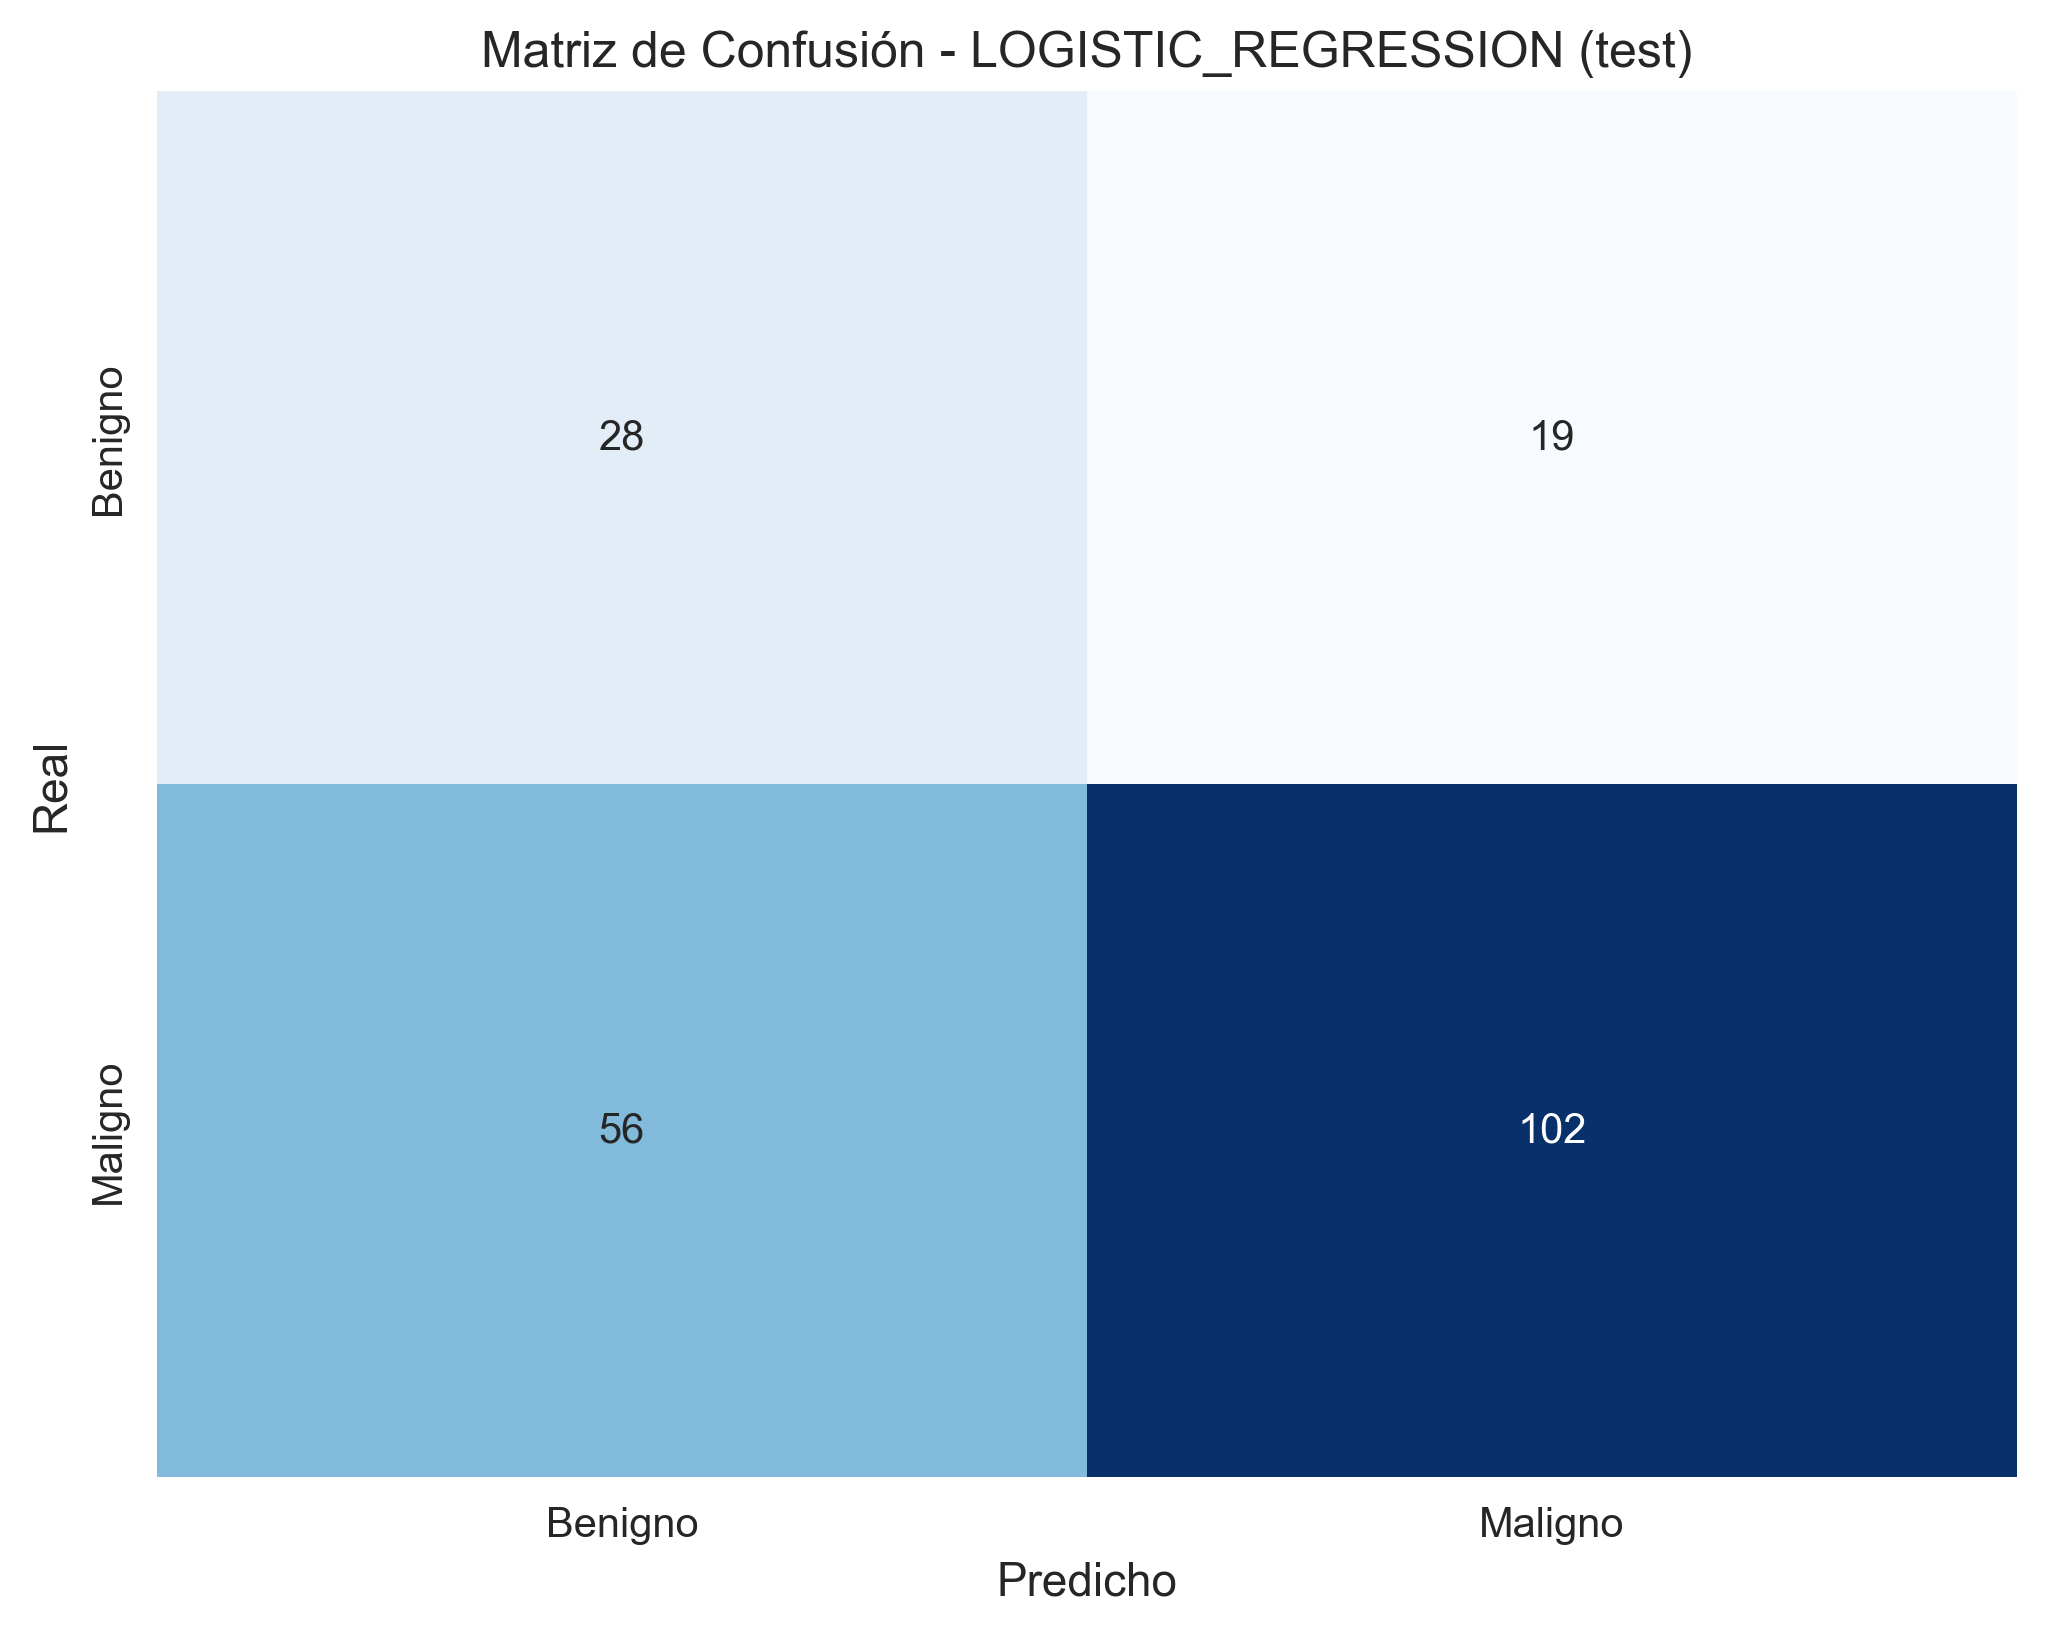 Matriz de Confusión - LOGISTIC_REGRESSION (test)
Real
Benigno
28
19
Maligno
56
102
Benigno
Maligno
Predicho